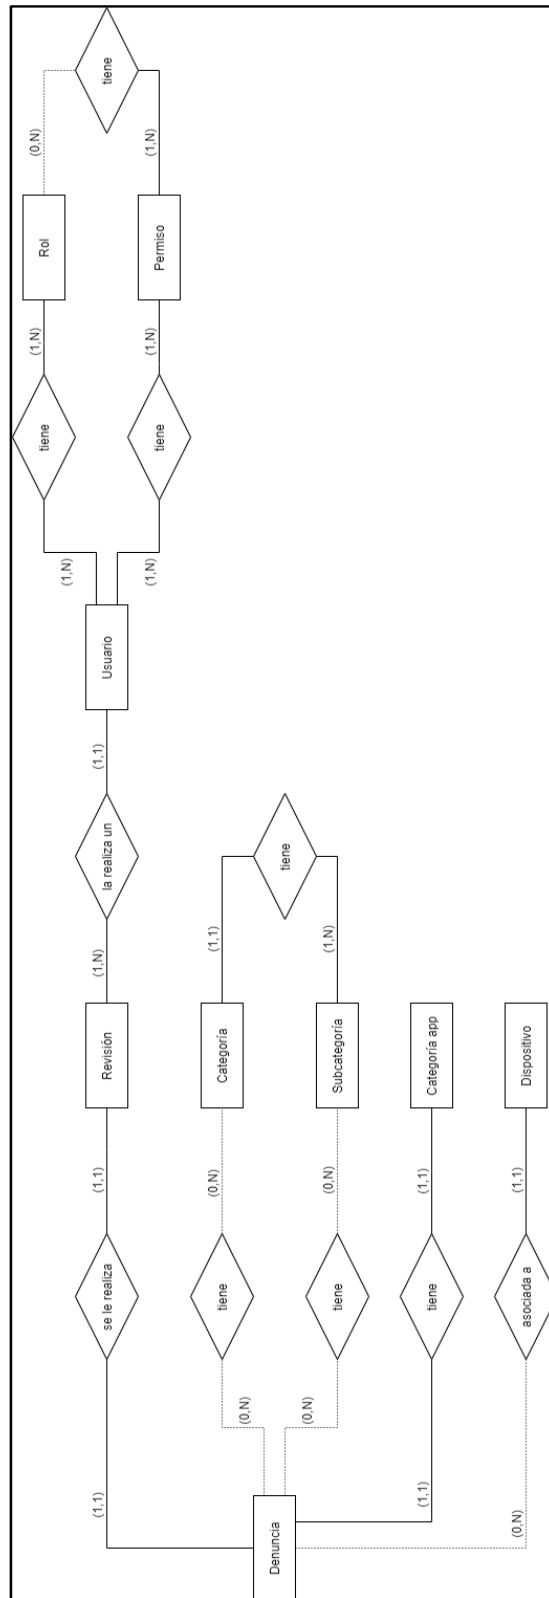 tiene
(0,N)
(1,N)
Rol
Permiso
(1,N)
(1,N)
tiene
tiene
(1,N)
(1,N)
Usuario
(1,1)
la realiza un
tiene
(1,N)
(1,1)
(1,N)
Revisión
Categoría
Subcategoría
Categoría app
Dispositivo
(1,1)
(0,N)
(0,N)
(1,1)
(1,1)
se le realiza
tiene
tiene
tiene
asociada a
(0,N)
(0,N)
(1,1)
(1,1)
(0,N)
Denuncia